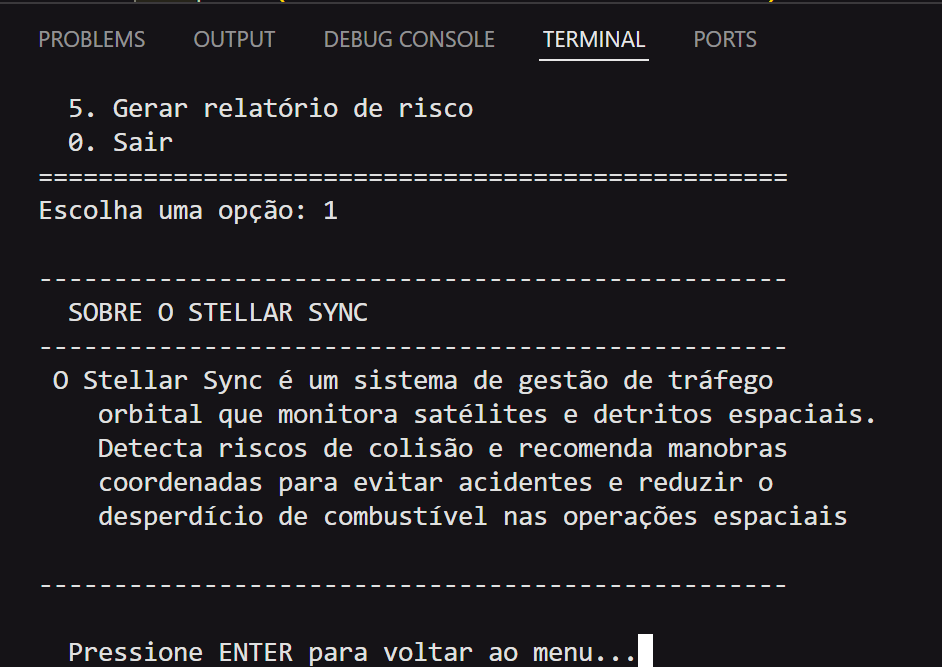 PROBLEMS OUTPUT DEBUG CONSOLE TERMINAL PORTS
5. Gerar relatório de risco
0. Sair
==================================================
Escolha uma opção: 1
--------------------------------------------------
SOBRE O STELLAR SYNC
--------------------------------------------------
O Stellar Sync é um sistema de gestão de tráfego
orbital que monitora satélites e detritos espaciais.
Detecta riscos de colisão e recomenda manobras
coordenadas para evitar acidentes e reduzir o
desperdício de combustível nas operações espaciais
--------------------------------------------------
Pressione ENTER para voltar ao menu...